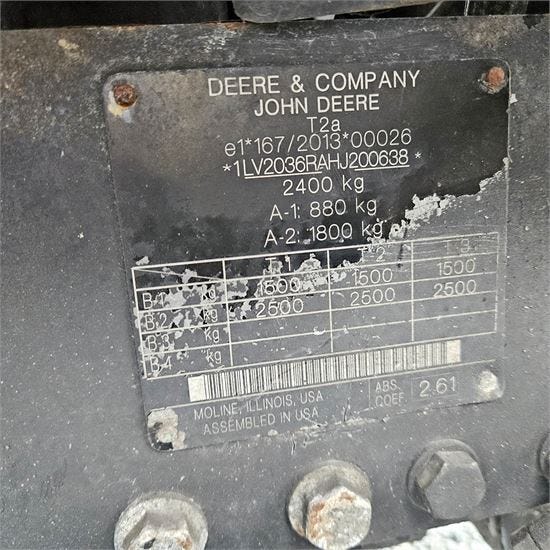 DEERE & COMPANY
JOHN DEERE
T2a
e1*167/2013*00026
*1LV2036RAHJ200638*
2400 kg
A-1: 880 kg
A-2: 1800 kg
T-1 T-2 T-3
B-1 kg 1500 1500 1500
B-2 kg 2500 2500 2500
B-3 kg
B-4 kg
MOLINE, ILLINOIS, USA
ASSEMBLED IN USA
ABS. COEF 2.61